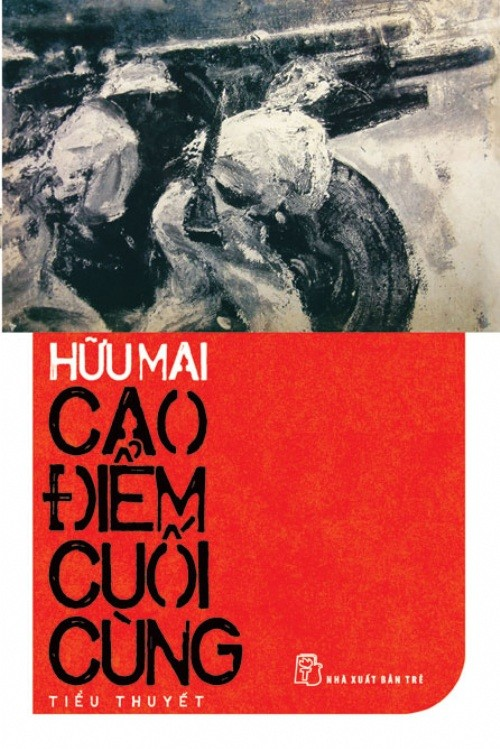 HỮU MAI
CAO
ĐIỂM
CUỐI
CÙNG
TIỂU THUYẾT
NHÀ XUẤT BẢN TRẺ